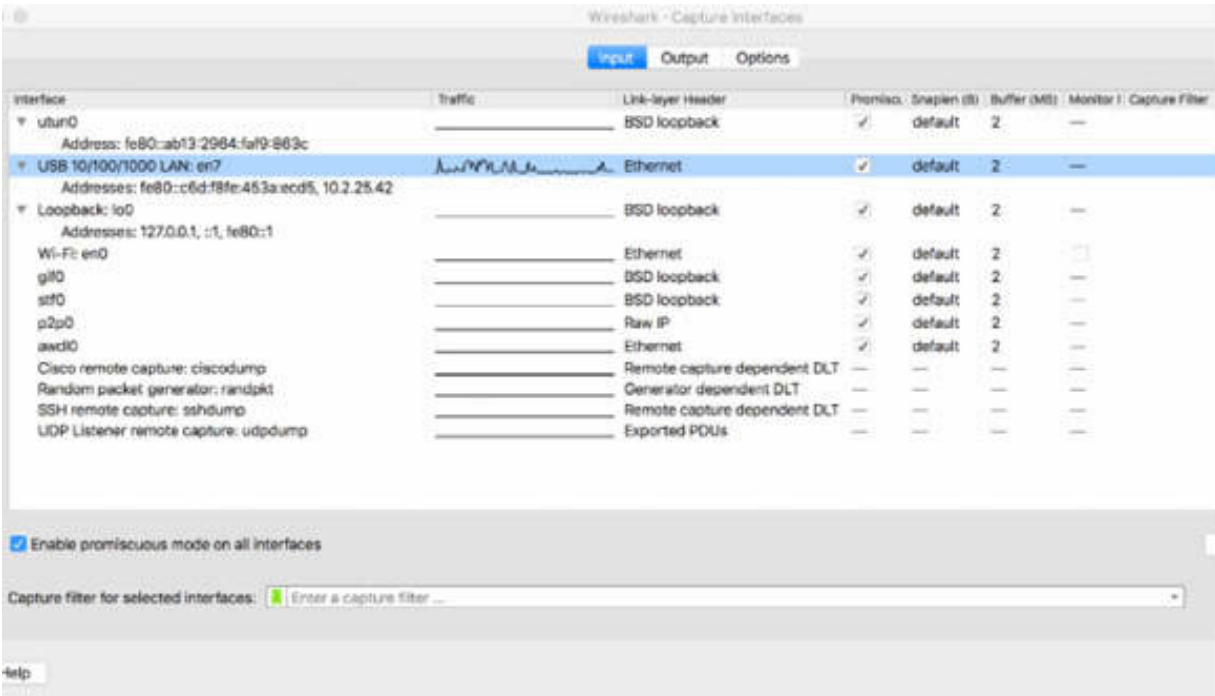 Wireshark - Capture Interfaces
Input Output Options
Interface Traffic Link-layer Header Promisc. Snaplen (B) Buffer (MB) Monitor I Capture Filter
utun0 BSD loopback default 2 —
Address: fe80::ab13:2964:faf9:863c
USB 10/100/1000 LAN: en7 Ethernet default 2 —
Addresses: fe80::c6d:f8fe:453a:ecd5, 10.2.25.42
Loopback: lo0 BSD loopback default 2 —
Addresses: 127.0.0.1, ::1, fe80::1
Wi-Fi: en0 Ethernet default 2
gif0 BSD loopback default 2 —
stf0 BSD loopback default 2 —
p2p0 Raw IP default 2 —
awdl0 Ethernet default 2 —
Cisco remote capture: ciscodump Remote capture dependent DLT — — — —
Random packet generator: randpkt Generator dependent DLT — — — —
SSH remote capture: sshdump Remote capture dependent DLT — — — —
UDP Listener remote capture: udpdump Exported PDUs — — — —
Enable promiscuous mode on all interfaces
Capture filter for selected interfaces: Enter a capture filter ...
Help